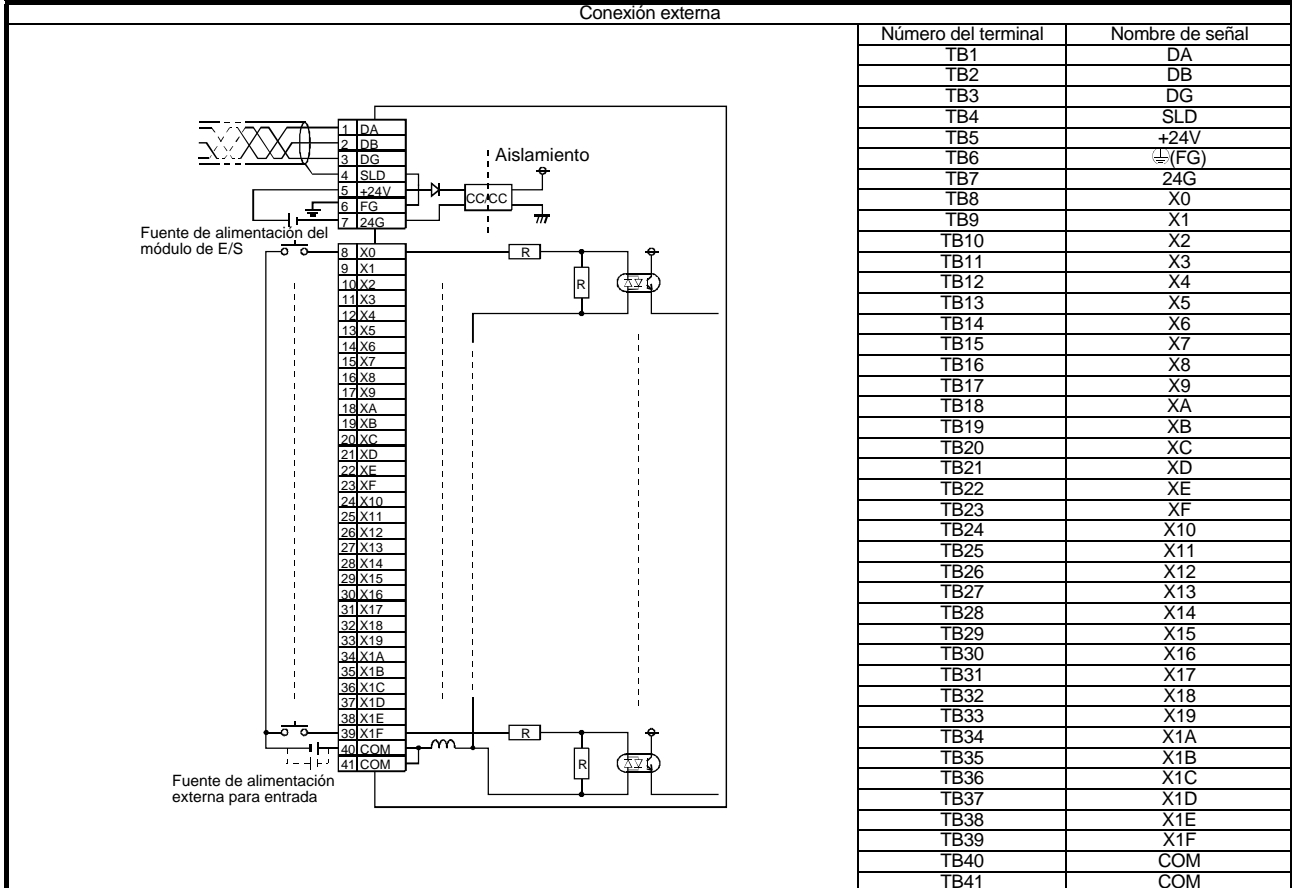 Conexión externa
1 DA
2 DB
3 DG
4 SLD
5 +24V
6 FG
7 24G
Aislamiento
CC/CC
Fuente de alimentación del
módulo de E/S
8 X0
9 X1
10 X2
11 X3
12 X4
13 X5
14 X6
15 X7
16 X8
17 X9
18 XA
19 XB
20 XC
21 XD
22 XE
23 XF
24 X10
25 X11
26 X12
27 X13
28 X14
29 X15
30 X16
31 X17
32 X18
33 X19
34 X1A
35 X1B
36 X1C
37 X1D
38 X1E
39 X1F
40 COM
41 COM
R
R
R
R
Fuente de alimentación
externa para entrada
Número del terminal Nombre de señal
TB1 DA
TB2 DB
TB3 DG
TB4 SLD
TB5 +24V
TB6 (FG)
TB7 24G
TB8 X0
TB9 X1
TB10 X2
TB11 X3
TB12 X4
TB13 X5
TB14 X6
TB15 X7
TB16 X8
TB17 X9
TB18 XA
TB19 XB
TB20 XC
TB21 XD
TB22 XE
TB23 XF
TB24 X10
TB25 X11
TB26 X12
TB27 X13
TB28 X14
TB29 X15
TB30 X16
TB31 X17
TB32 X18
TB33 X19
TB34 X1A
TB35 X1B
TB36 X1C
TB37 X1D
TB38 X1E
TB39 X1F
TB40 COM
TB41 COM